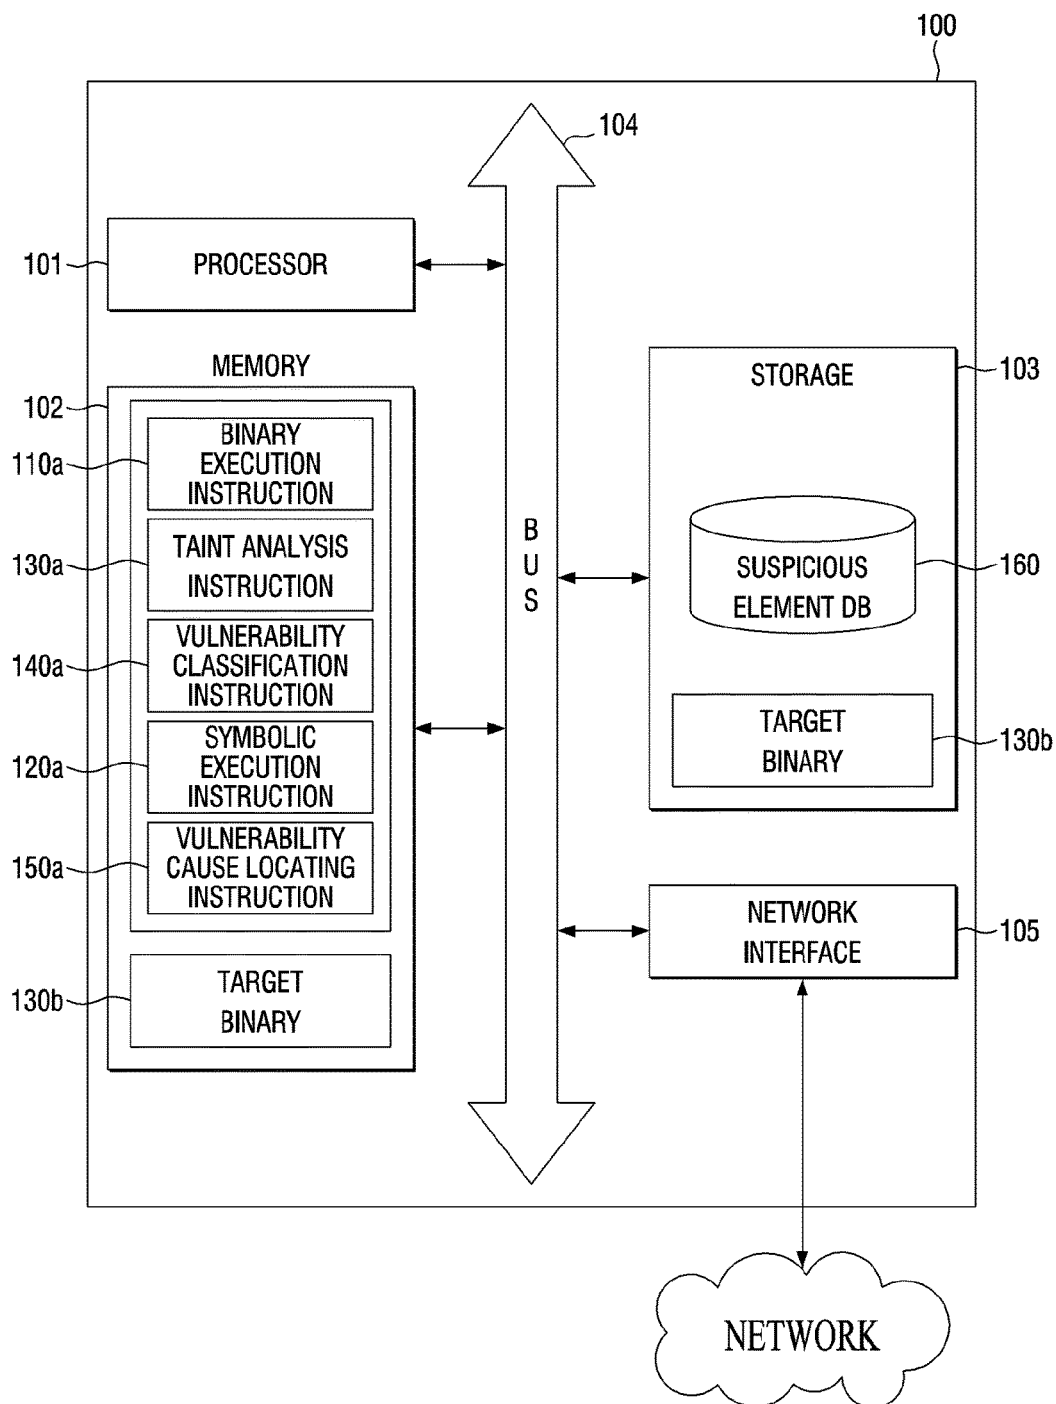 100
104
101
PROCESSOR
MEMORY
102
110a
BINARY
EXECUTION
INSTRUCTION
130a
TAINT ANALYSIS
INSTRUCTION
140a
VULNERABILITY
CLASSIFICATION
INSTRUCTION
120a
SYMBOLIC
EXECUTION
INSTRUCTION
150a
VULNERABILITY
CAUSE LOCATING
INSTRUCTION
130b
TARGET
BINARY
B
U
S
STORAGE
103
SUSPICIOUS
ELEMENT DB
160
TARGET
BINARY
130b
NETWORK
INTERFACE
105
NETWORK